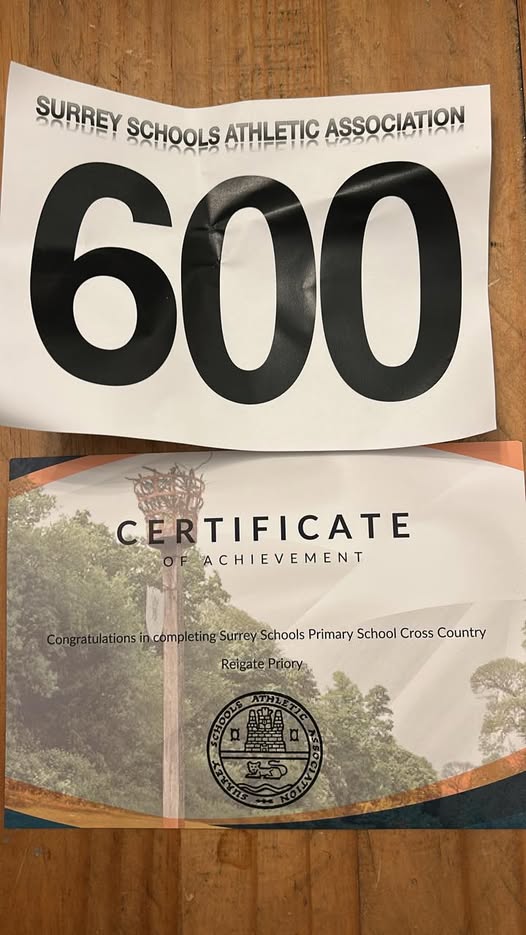 SURREY SCHOOLS ATHLETIC ASSOCIATION
600
CERTIFICATE
OF ACHIEVEMENT
Congratulations in completing Surrey Schools Primary School Cross Country
Reigate Priory
SURREY SCHOOLS ATHLETIC ASSOCIATION